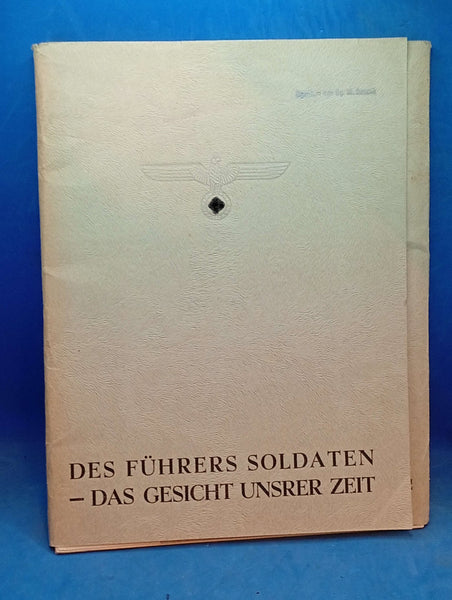 DES FÜHRERS SOLDATEN
– DAS GESICHT UNSRER ZEIT